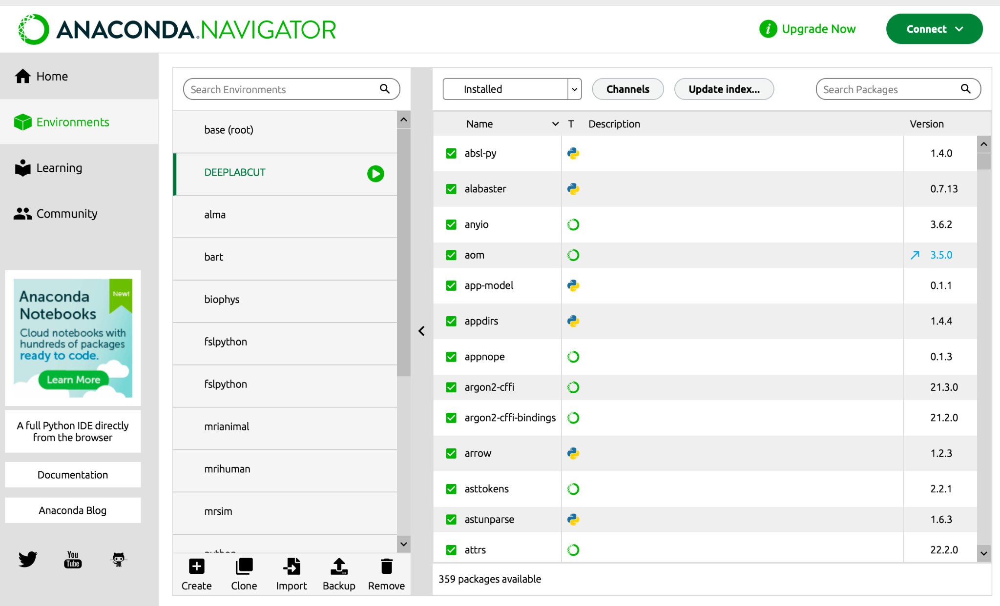 ANACONDA.NAVIGATOR
Upgrade Now
Connect
Home
Environments
Learning
Community
Anaconda
Notebooks
New!
Cloud notebooks with
hundreds of packages
ready to code.
Learn More
A full Python IDE directly
from the browser
Documentation
Anaconda Blog
You
Tube
Search Environments
base (root)
DEEPLABCUT
alma
bart
biophys
fslpython
fslpython
mrianimal
mrihuman
mrsim
Create Clone Import Backup Remove
Installed Channels Update index... Search Packages
Name T Description Version
absl-py 1.4.0
alabaster 0.7.13
anyio 3.6.2
aom 3.5.0
app-model 0.1.1
appdirs 1.4.4
appnope 0.1.3
argon2-cffi 21.3.0
argon2-cffi-bindings 21.2.0
arrow 1.2.3
asttokens 2.2.1
astunparse 1.6.3
attrs 22.2.0
359 packages available